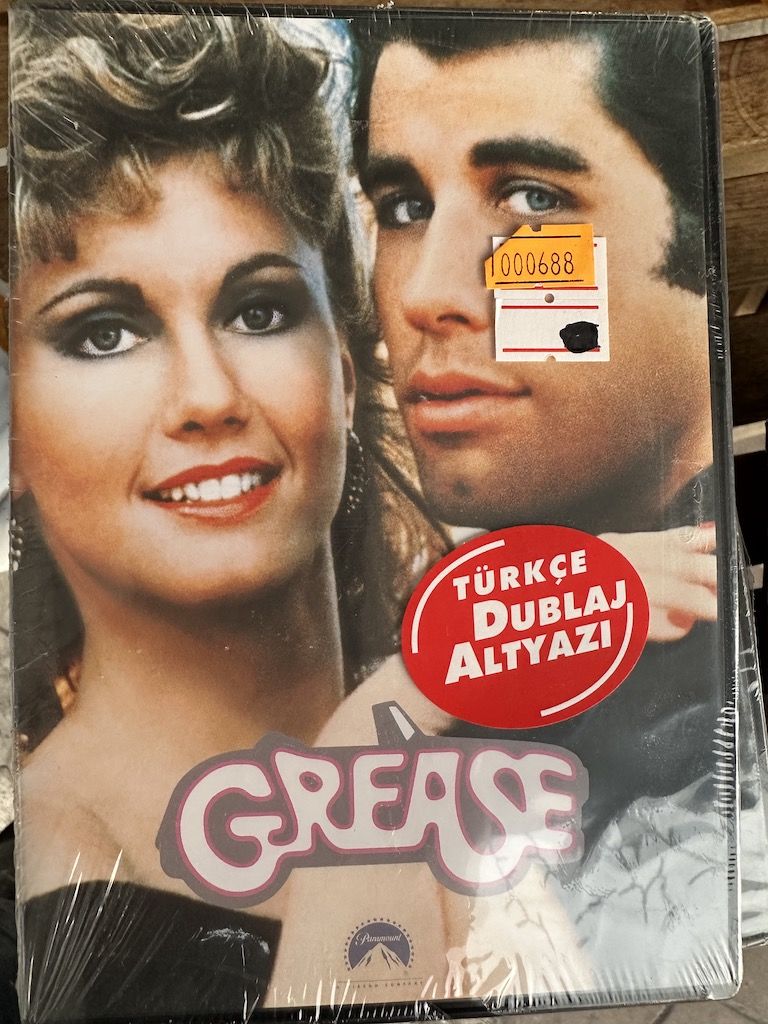 1000688
TÜRKÇE
DUBLAJ
ALTYAZI
GREASE
Paramount